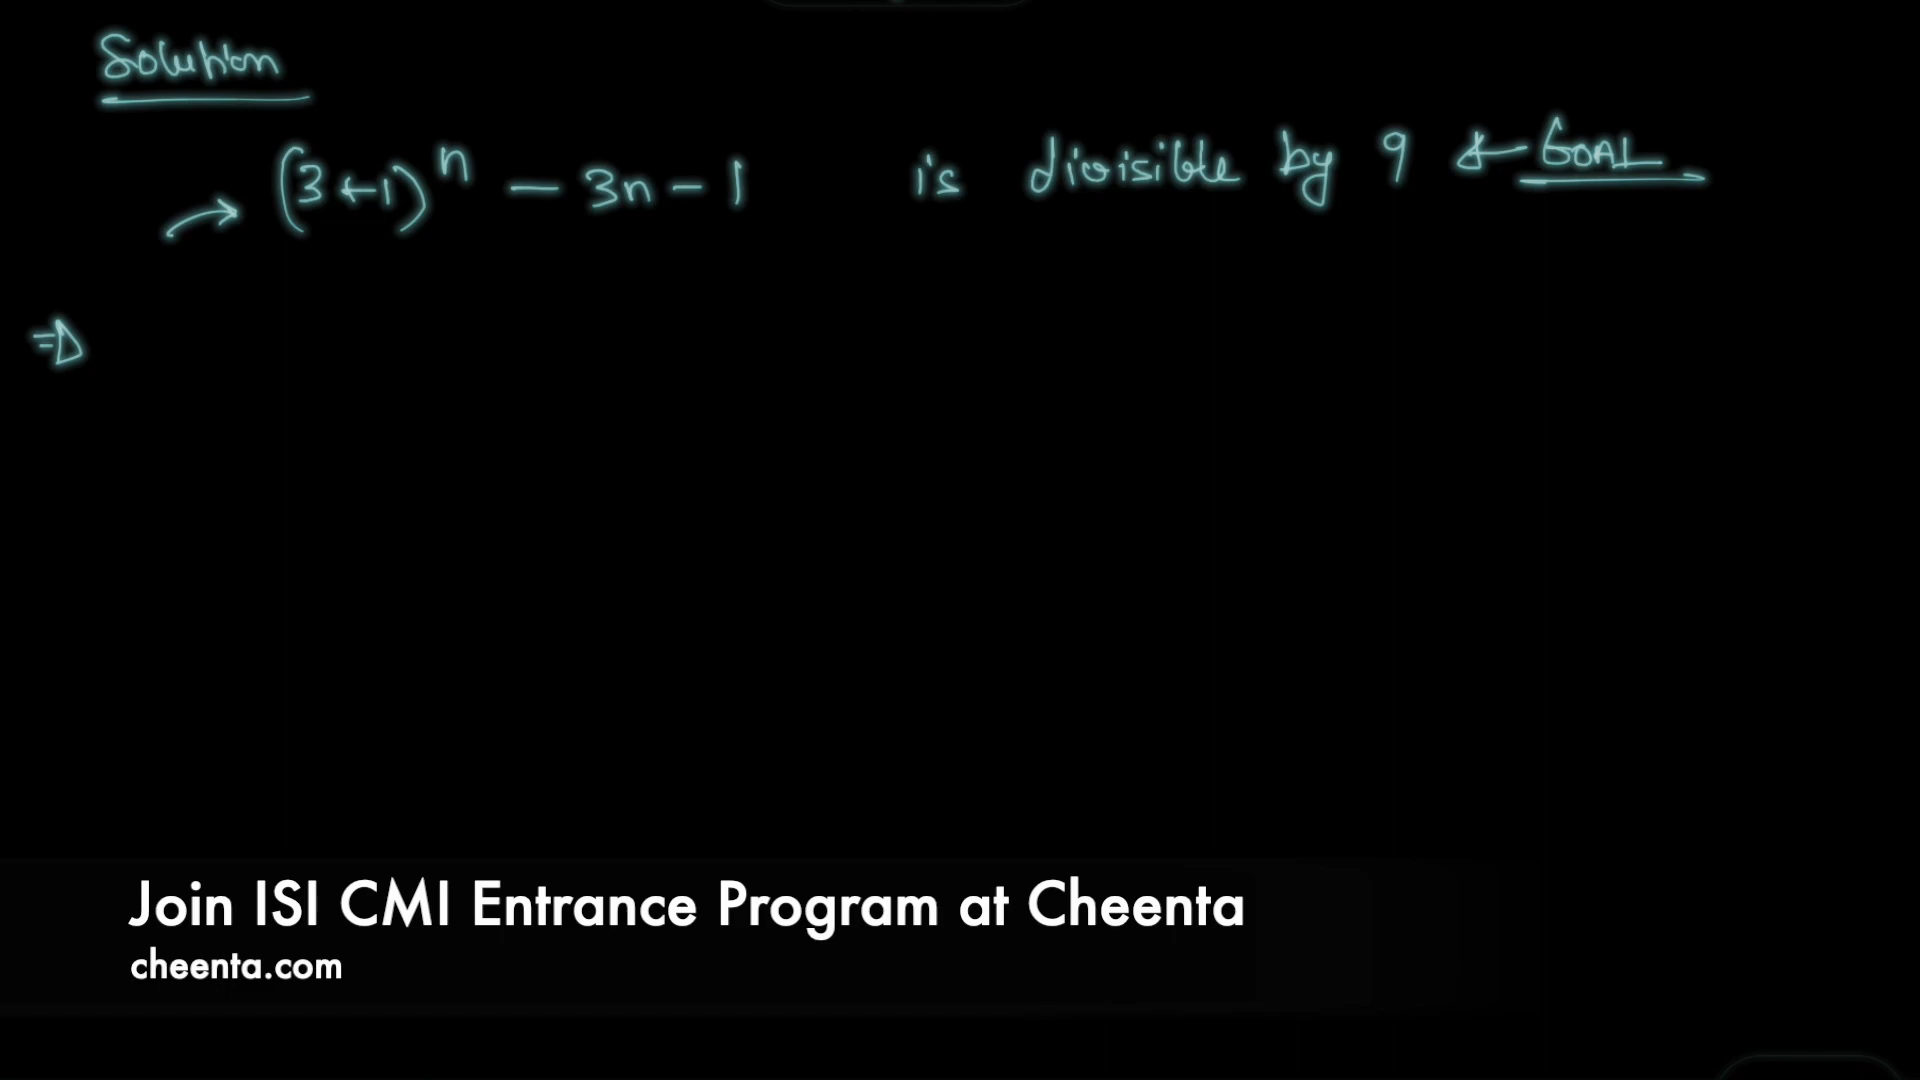 Solution
(3+1)^n - 3n - 1 is divisible by 9 ← GOAL
⇒
Join ISI CMI Entrance Program at Cheenta
cheenta.com